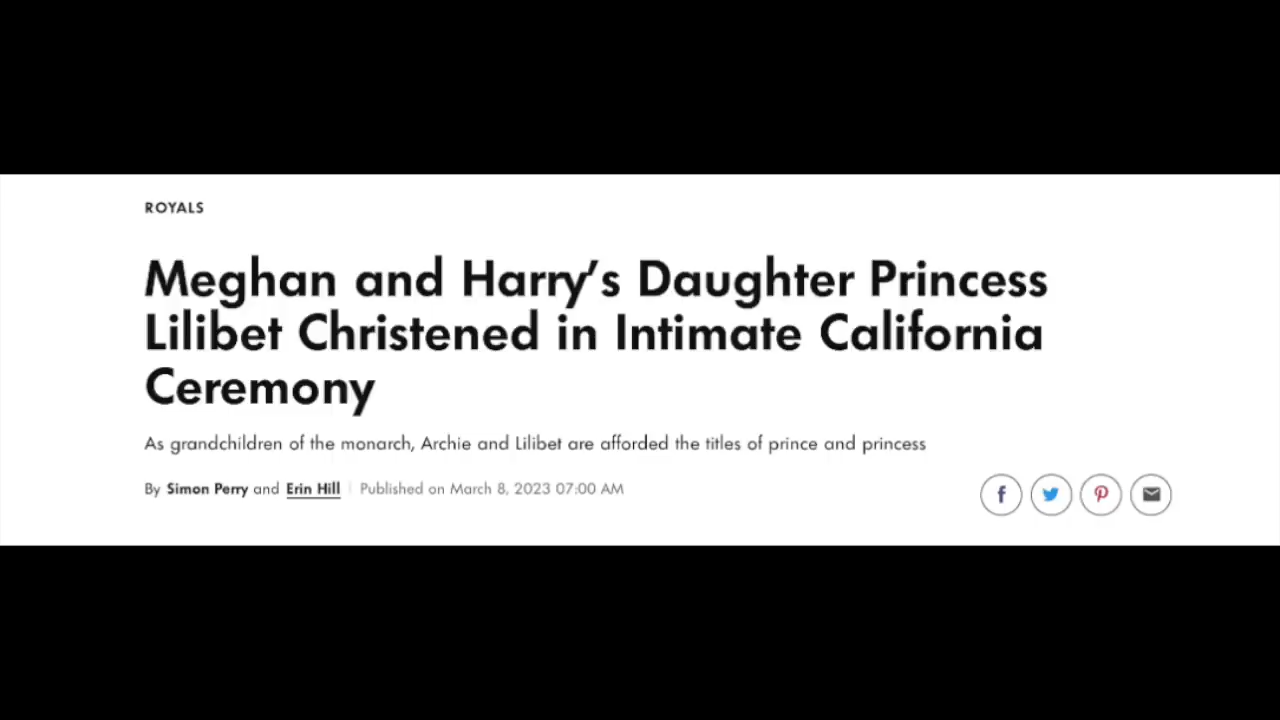 ROYALS
Meghan and Harry’s Daughter Princess
Lilibet Christened in Intimate California
Ceremony
As grandchildren of the monarch, Archie and Lilibet are afforded the titles of prince and princess
By Simon Perry and Erin Hill | Published on March 8, 2023 07:00 AM